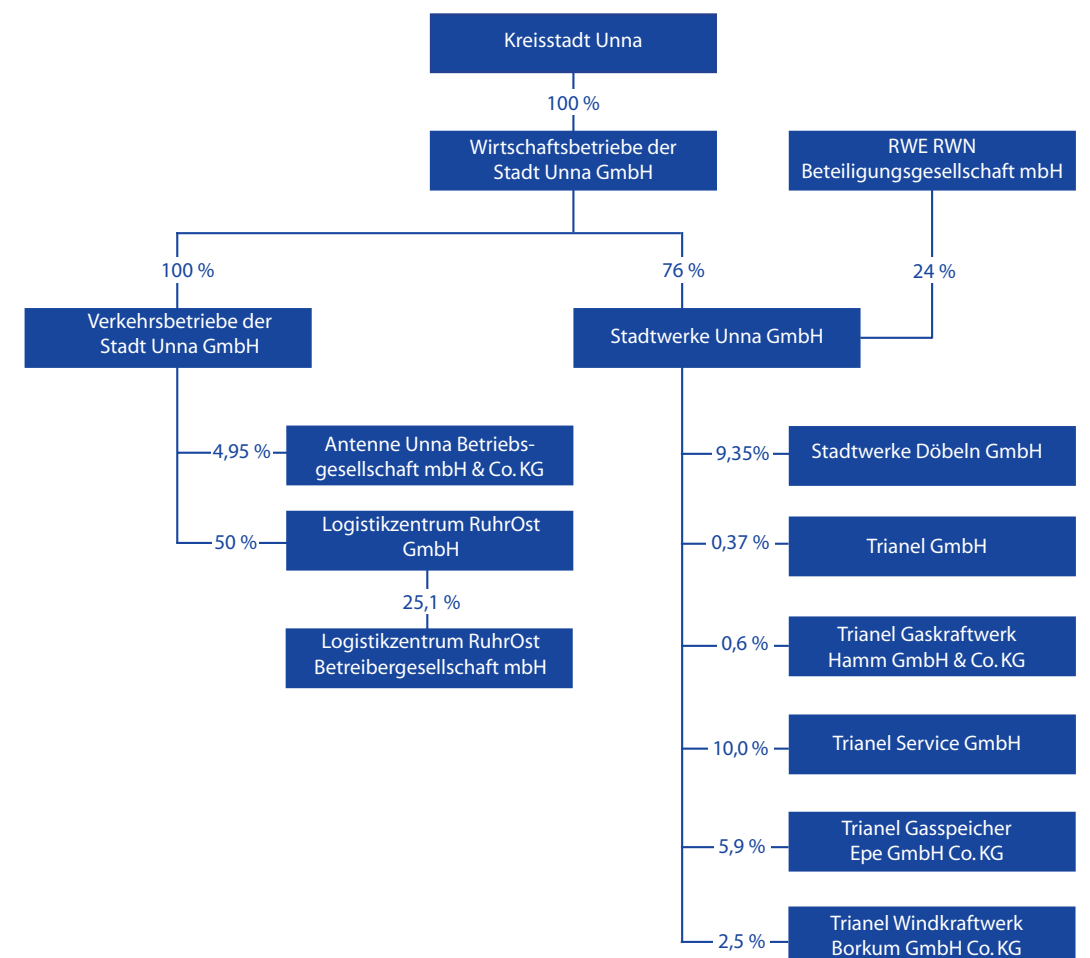 Kreisstadt Unna
100 %
Wirtschaftsbetriebe der
Stadt Unna GmbH
RWE RWN
Beteiligungsgesellschaft mbH
100 %
76 %
24 %
Verkehrsbetriebe der
Stadt Unna GmbH
Stadtwerke Unna GmbH
4,95 %
Antenne Unna Betriebs-
gesellschaft mbH & Co. KG
50 %
Logistikzentrum RuhrOst
GmbH
25,1 %
Logistikzentrum RuhrOst
Betreibergesellschaft mbH
9,35%
Stadtwerke Döbeln GmbH
0,37 %
Trianel GmbH
0,6 %
Trianel Gaskraftwerk
Hamm GmbH & Co. KG
10,0 %
Trianel Service GmbH
5,9 %
Trianel Gasspeicher
Epe GmbH Co. KG
2,5 %
Trianel Windkraftwerk
Borkum GmbH Co. KG